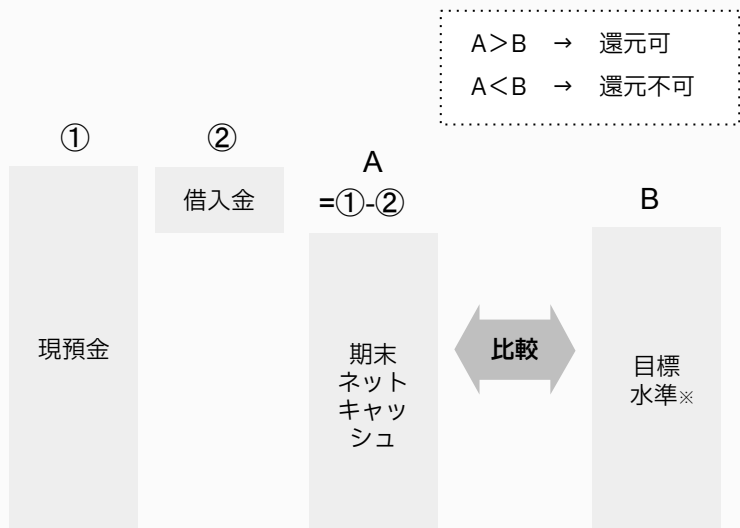 A＞B → 還元可
A＜B → 還元不可
①
②
A
=①-②
B
現預金
借入金
期末
ネット
キャッ
シュ
比較
目標
水準※